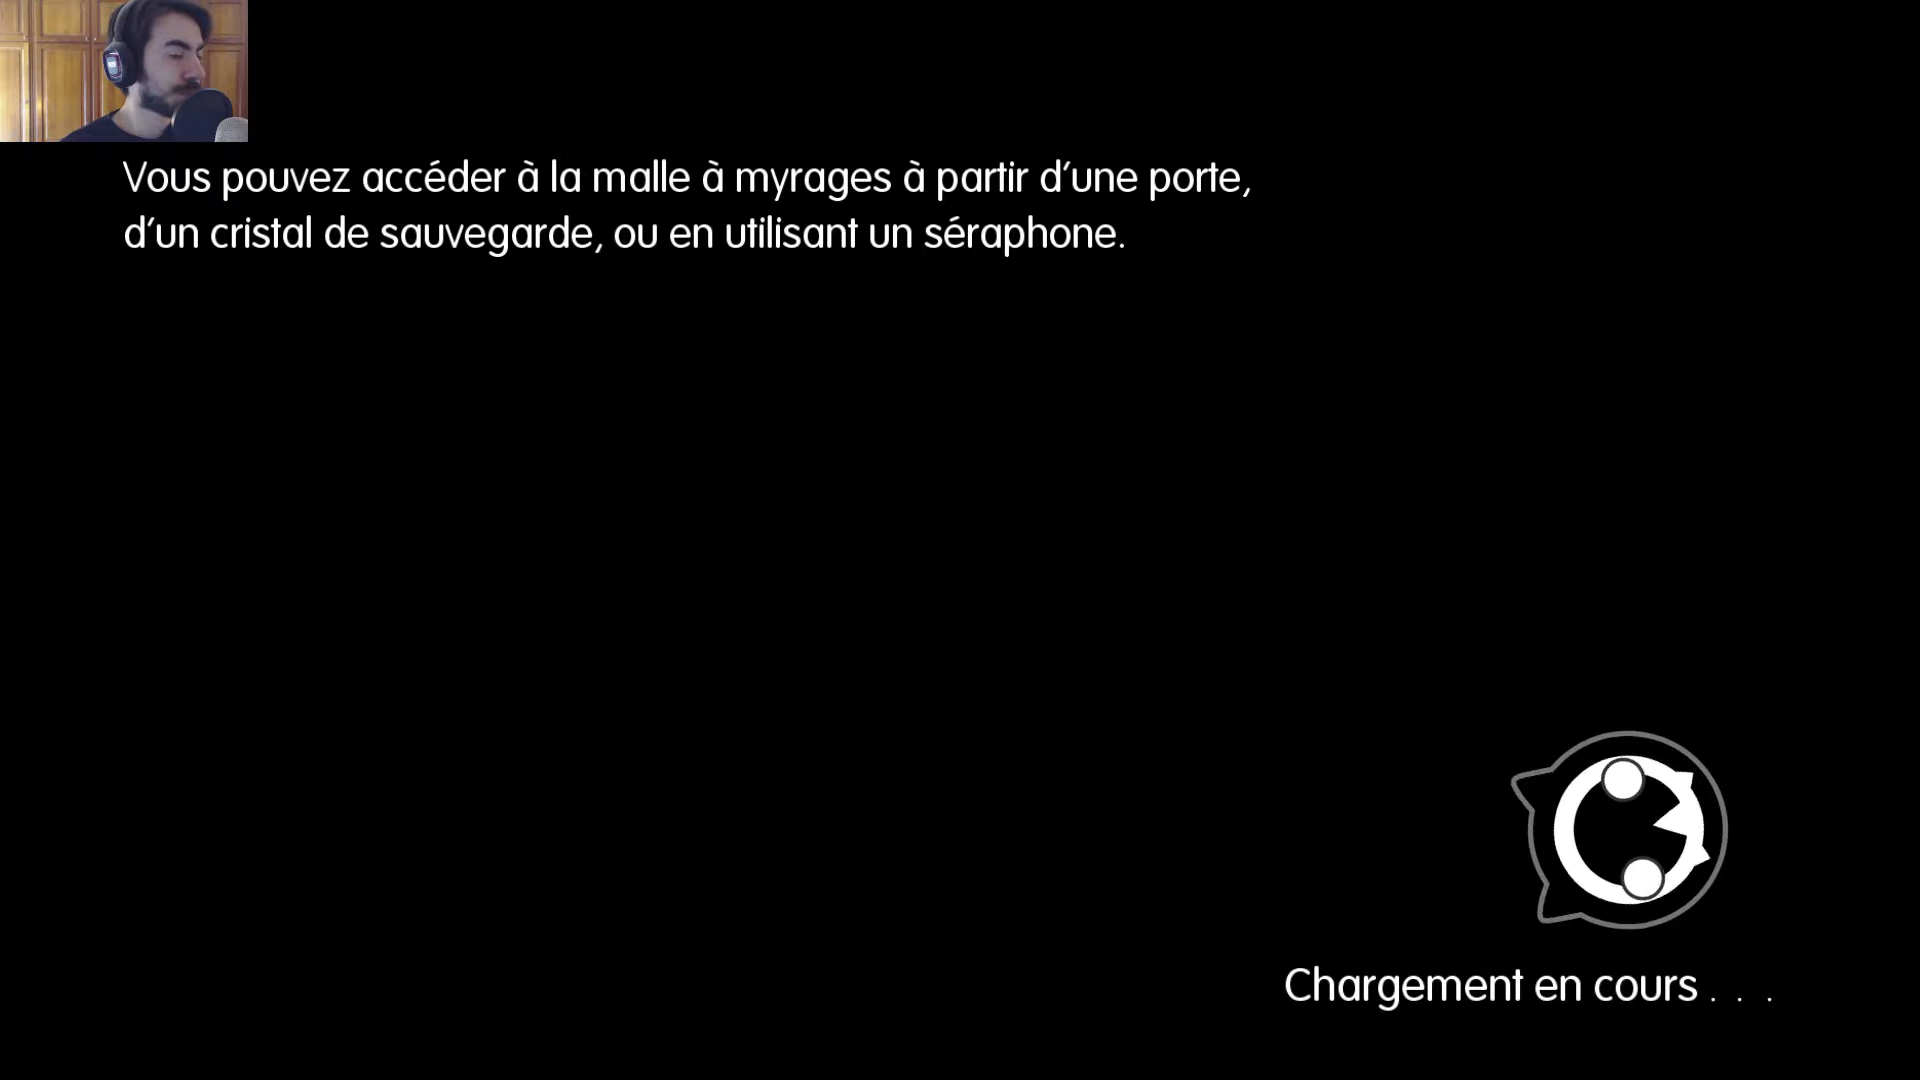 Vous pouvez accéder à la malle à myrages à partir d'une porte,
d'un cristal de sauvegarde, ou en utilisant un séraphone.
Chargement en cours . . .